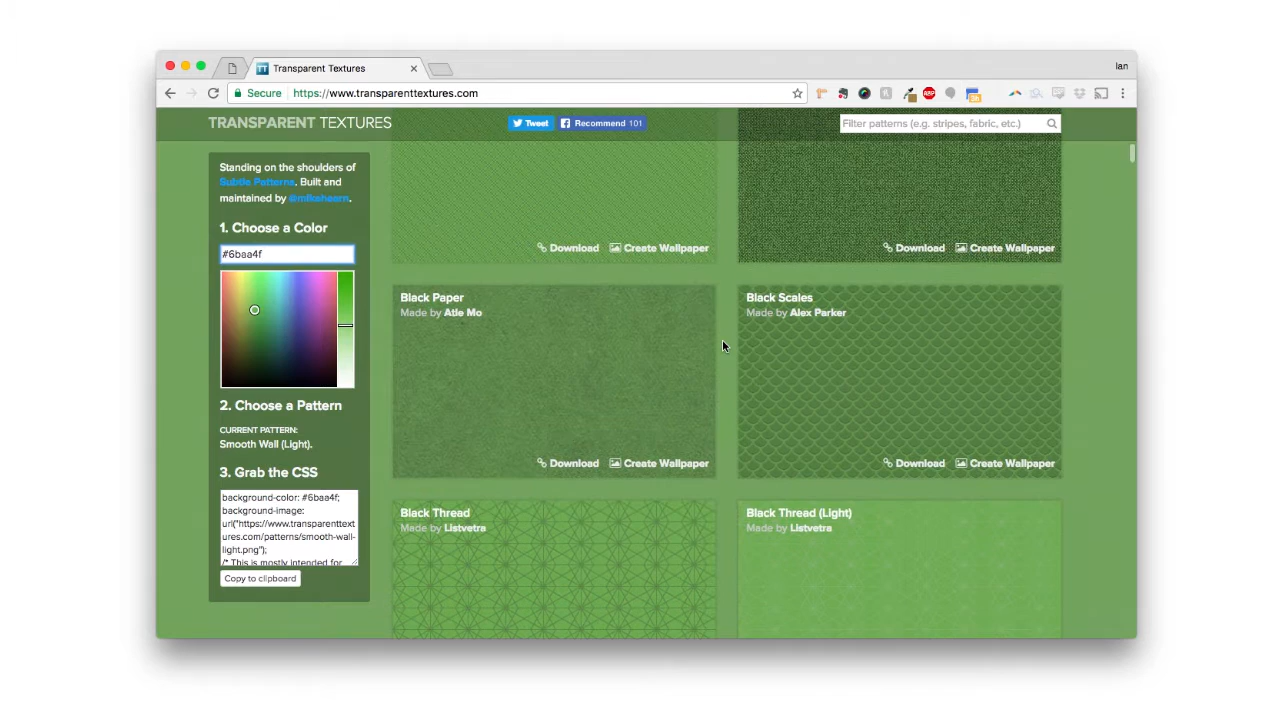 Transparent Textures
Ian
Secure https://www.transparenttextures.com
TRANSPARENT TEXTURES
Tweet
Recommend 101
Filter patterns (e.g. stripes, fabric, etc.)
Standing on the shoulders of
Subtle Patterns. Built and
maintained by @mikehearn.
1. Choose a Color
#6baa4f
2. Choose a Pattern
CURRENT PATTERN:
Smooth Wall (Light).
3. Grab the CSS
background-color: #6baa4f;
background-image:
url("https://www.transparenttext
ures.com/patterns/smooth-wall-
light.png");
/* This is mostly intended for
Copy to clipboard
Download Create Wallpaper
Download Create Wallpaper
Black Paper
Made by Atle Mo
Download Create Wallpaper
Black Scales
Made by Alex Parker
Download Create Wallpaper
Black Thread
Made by Listvetra
Black Thread (Light)
Made by Listvetra